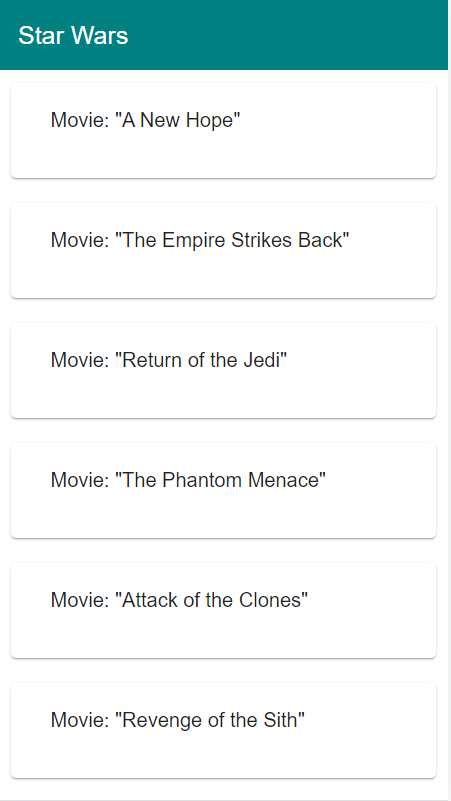 Star Wars
Movie: "A New Hope"
Movie: "The Empire Strikes Back"
Movie: "Return of the Jedi"
Movie: "The Phantom Menace"
Movie: "Attack of the Clones"
Movie: "Revenge of the Sith"